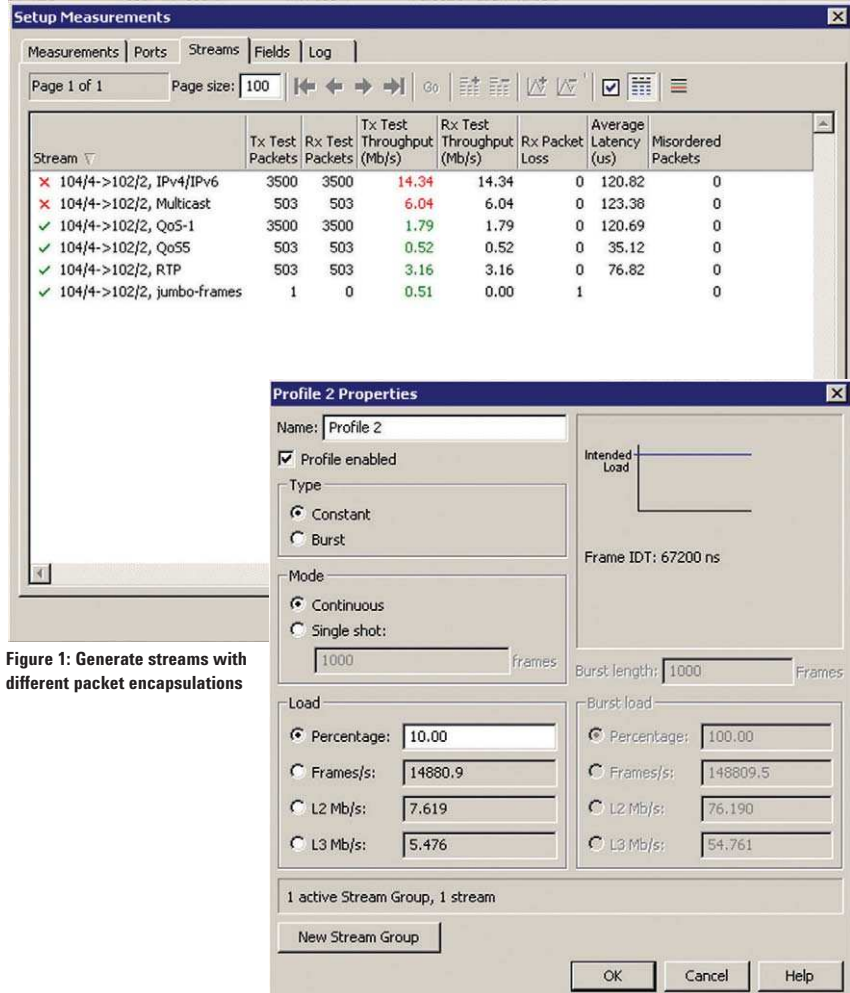 Setup Measurements
Measurements Ports Streams Fields Log
Page 1 of 1 Page size: 100 Go
Stream Tx Test Packets Rx Test Packets Tx Test Throughput (Mb/s) Rx Test Throughput (Mb/s) Rx Packet Loss Average Latency (us) Misordered Packets
104/4->102/2, IPv4/IPv6 3500 3500 14.34 14.34 0 120.82 0
104/4->102/2, Multicast 503 503 6.04 6.04 0 123.38 0
104/4->102/2, QoS-1 3500 3500 1.79 1.79 0 120.69 0
104/4->102/2, QoS5 503 503 0.52 0.52 0 35.12 0
104/4->102/2, RTP 503 503 3.16 3.16 0 76.82 0
104/4->102/2, jumbo-frames 1 0 0.51 0.00 1 0
Profile 2 Properties
Name: Profile 2
Profile enabled
Type
Constant
Burst
Mode
Continuous
Single shot:
1000 frames
Intended Load
Frame IDT: 67200 ns
Burst length: 1000 Frames
Load
Percentage: 10.00
Frames/s: 14880.9
L2 Mb/s: 7.619
L3 Mb/s: 5.476
Burst load
Percentage: 100.00
Frames/s: 148809.5
L2 Mb/s: 76.190
L3 Mb/s: 54.761
1 active Stream Group, 1 stream
New Stream Group
OK Cancel Help
Figure 1: Generate streams with
different packet encapsulations